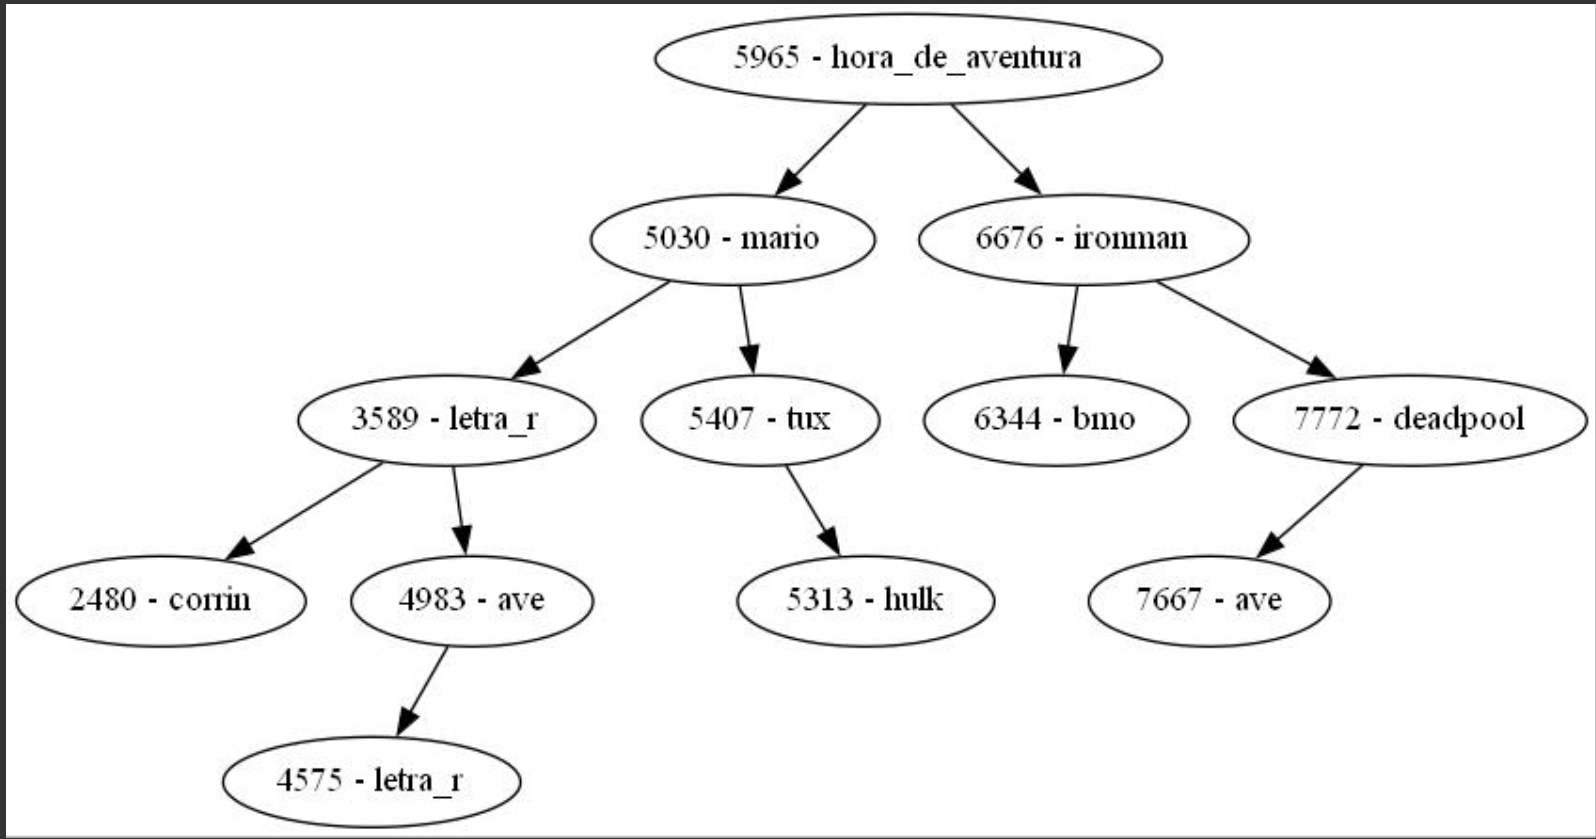 5965 - hora_de_aventura
5030 - mario
6676 - ironman
3589 - letra_r
5407 - tux
6344 - bmo
7772 - deadpool
2480 - corrin
4983 - ave
5313 - hulk
7667 - ave
4575 - letra_r